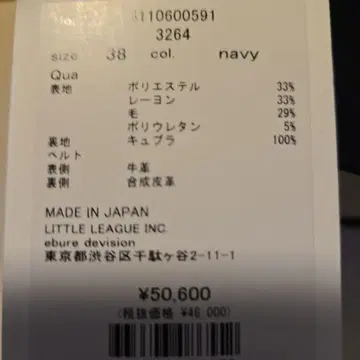 3110600591
3264
size 38 col. navy
Qua
表地 ポリエステル 33%
レーヨン 33%
毛 29%
ポリウレタン 5%
裏地 キュプラ 100%
ベルト
表側 牛革
裏側 合成皮革
MADE IN JAPAN
LITTLE LEAGUE INC.
ebure devision
東京都渋谷区千駄ヶ谷2-11-1
¥50,600
(税抜価格 ¥46,000)